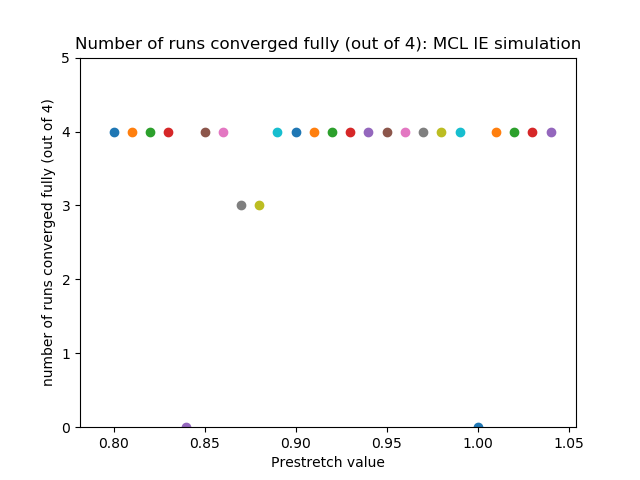 Number of runs converged fully (out of 4): MCL IE simulation
number of runs converged fully (out of 4)
5
4
3
2
1
0
0.80 0.85 0.90 0.95 1.00 1.05
Prestretch value